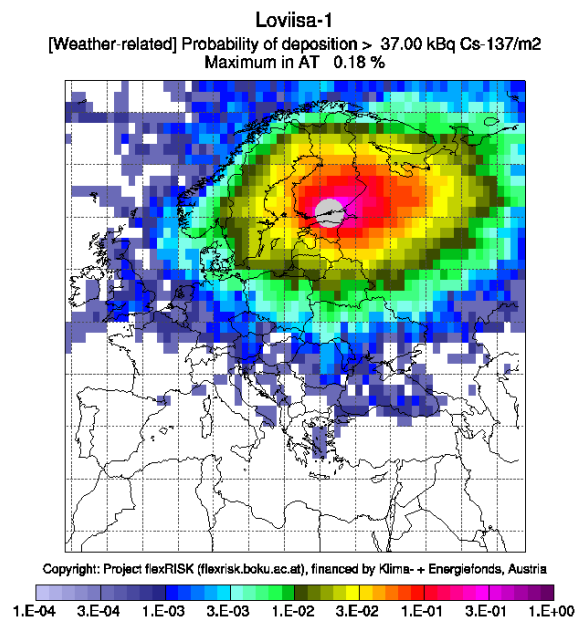 Loviisa-1
[Weather-related] Probability of deposition > 37.00 kBq Cs-137/m2
Maximum in AT 0.18 %
Copyright: Project flexRISK (flexrisk.boku.ac.at), financed by Klima- + Energiefonds, Austria
1.E-04 3.E-04 1.E-03 3.E-03 1.E-02 3.E-02 1.E-01 3.E-01 1.E+00